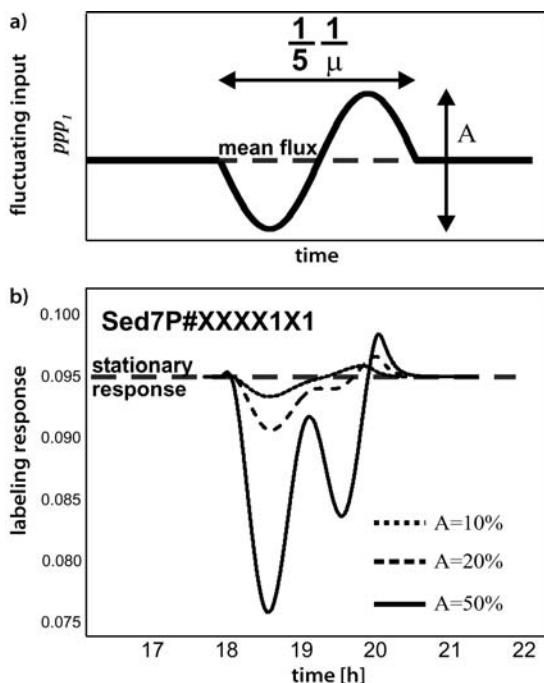 a)
1 1
5 μ
fluctuating input
ppp1
mean flux
A
time
b)
Sed7P#XXXX1X1
0.100
stationary
response
0.095
0.090
0.085
0.080
0.075
labeling response
A=10%
A=20%
A=50%
17 18 19 20 21 22
time [h]